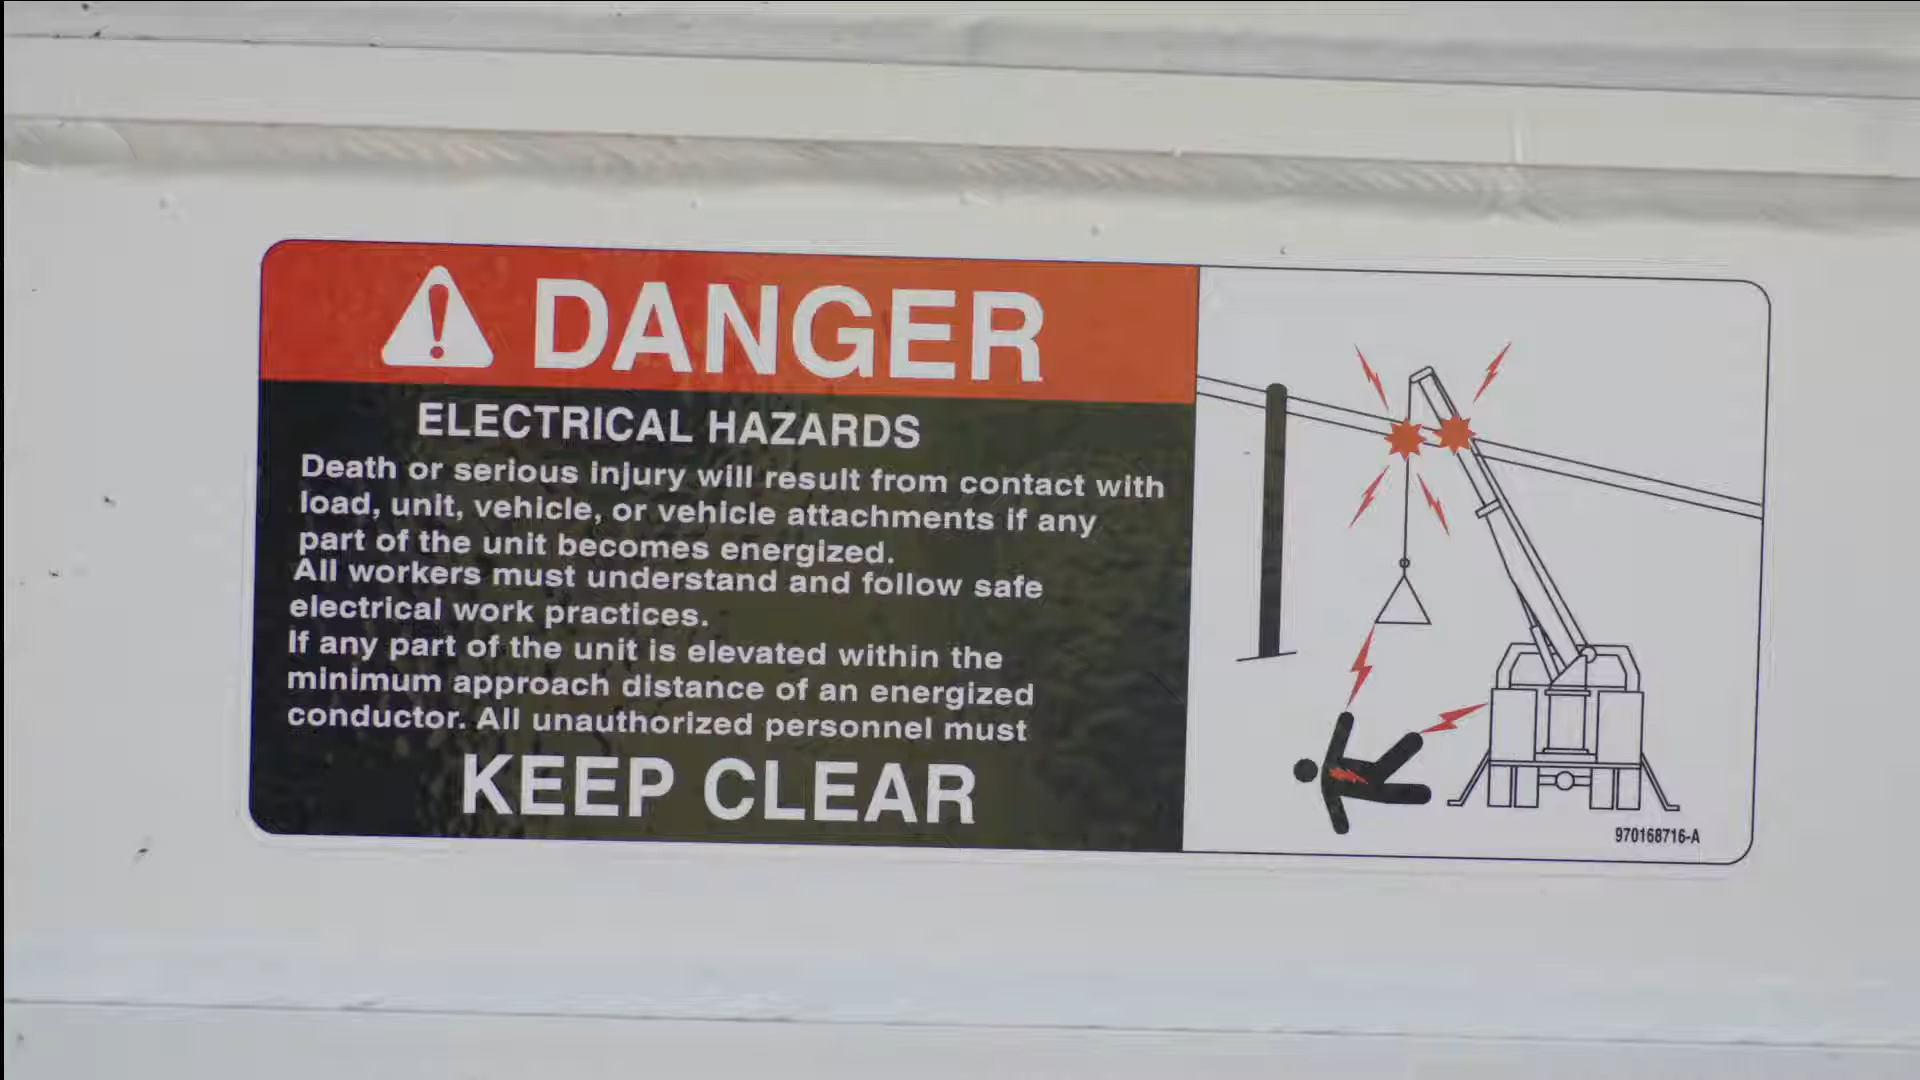 DANGER
ELECTRICAL HAZARDS
Death or serious injury will result from contact with
load, unit, vehicle, or vehicle attachments if any
part of the unit becomes energized.
All workers must understand and follow safe
electrical work practices.
If any part of the unit is elevated within the
minimum approach distance of an energized
conductor. All unauthorized personnel must
KEEP CLEAR
970168716-A